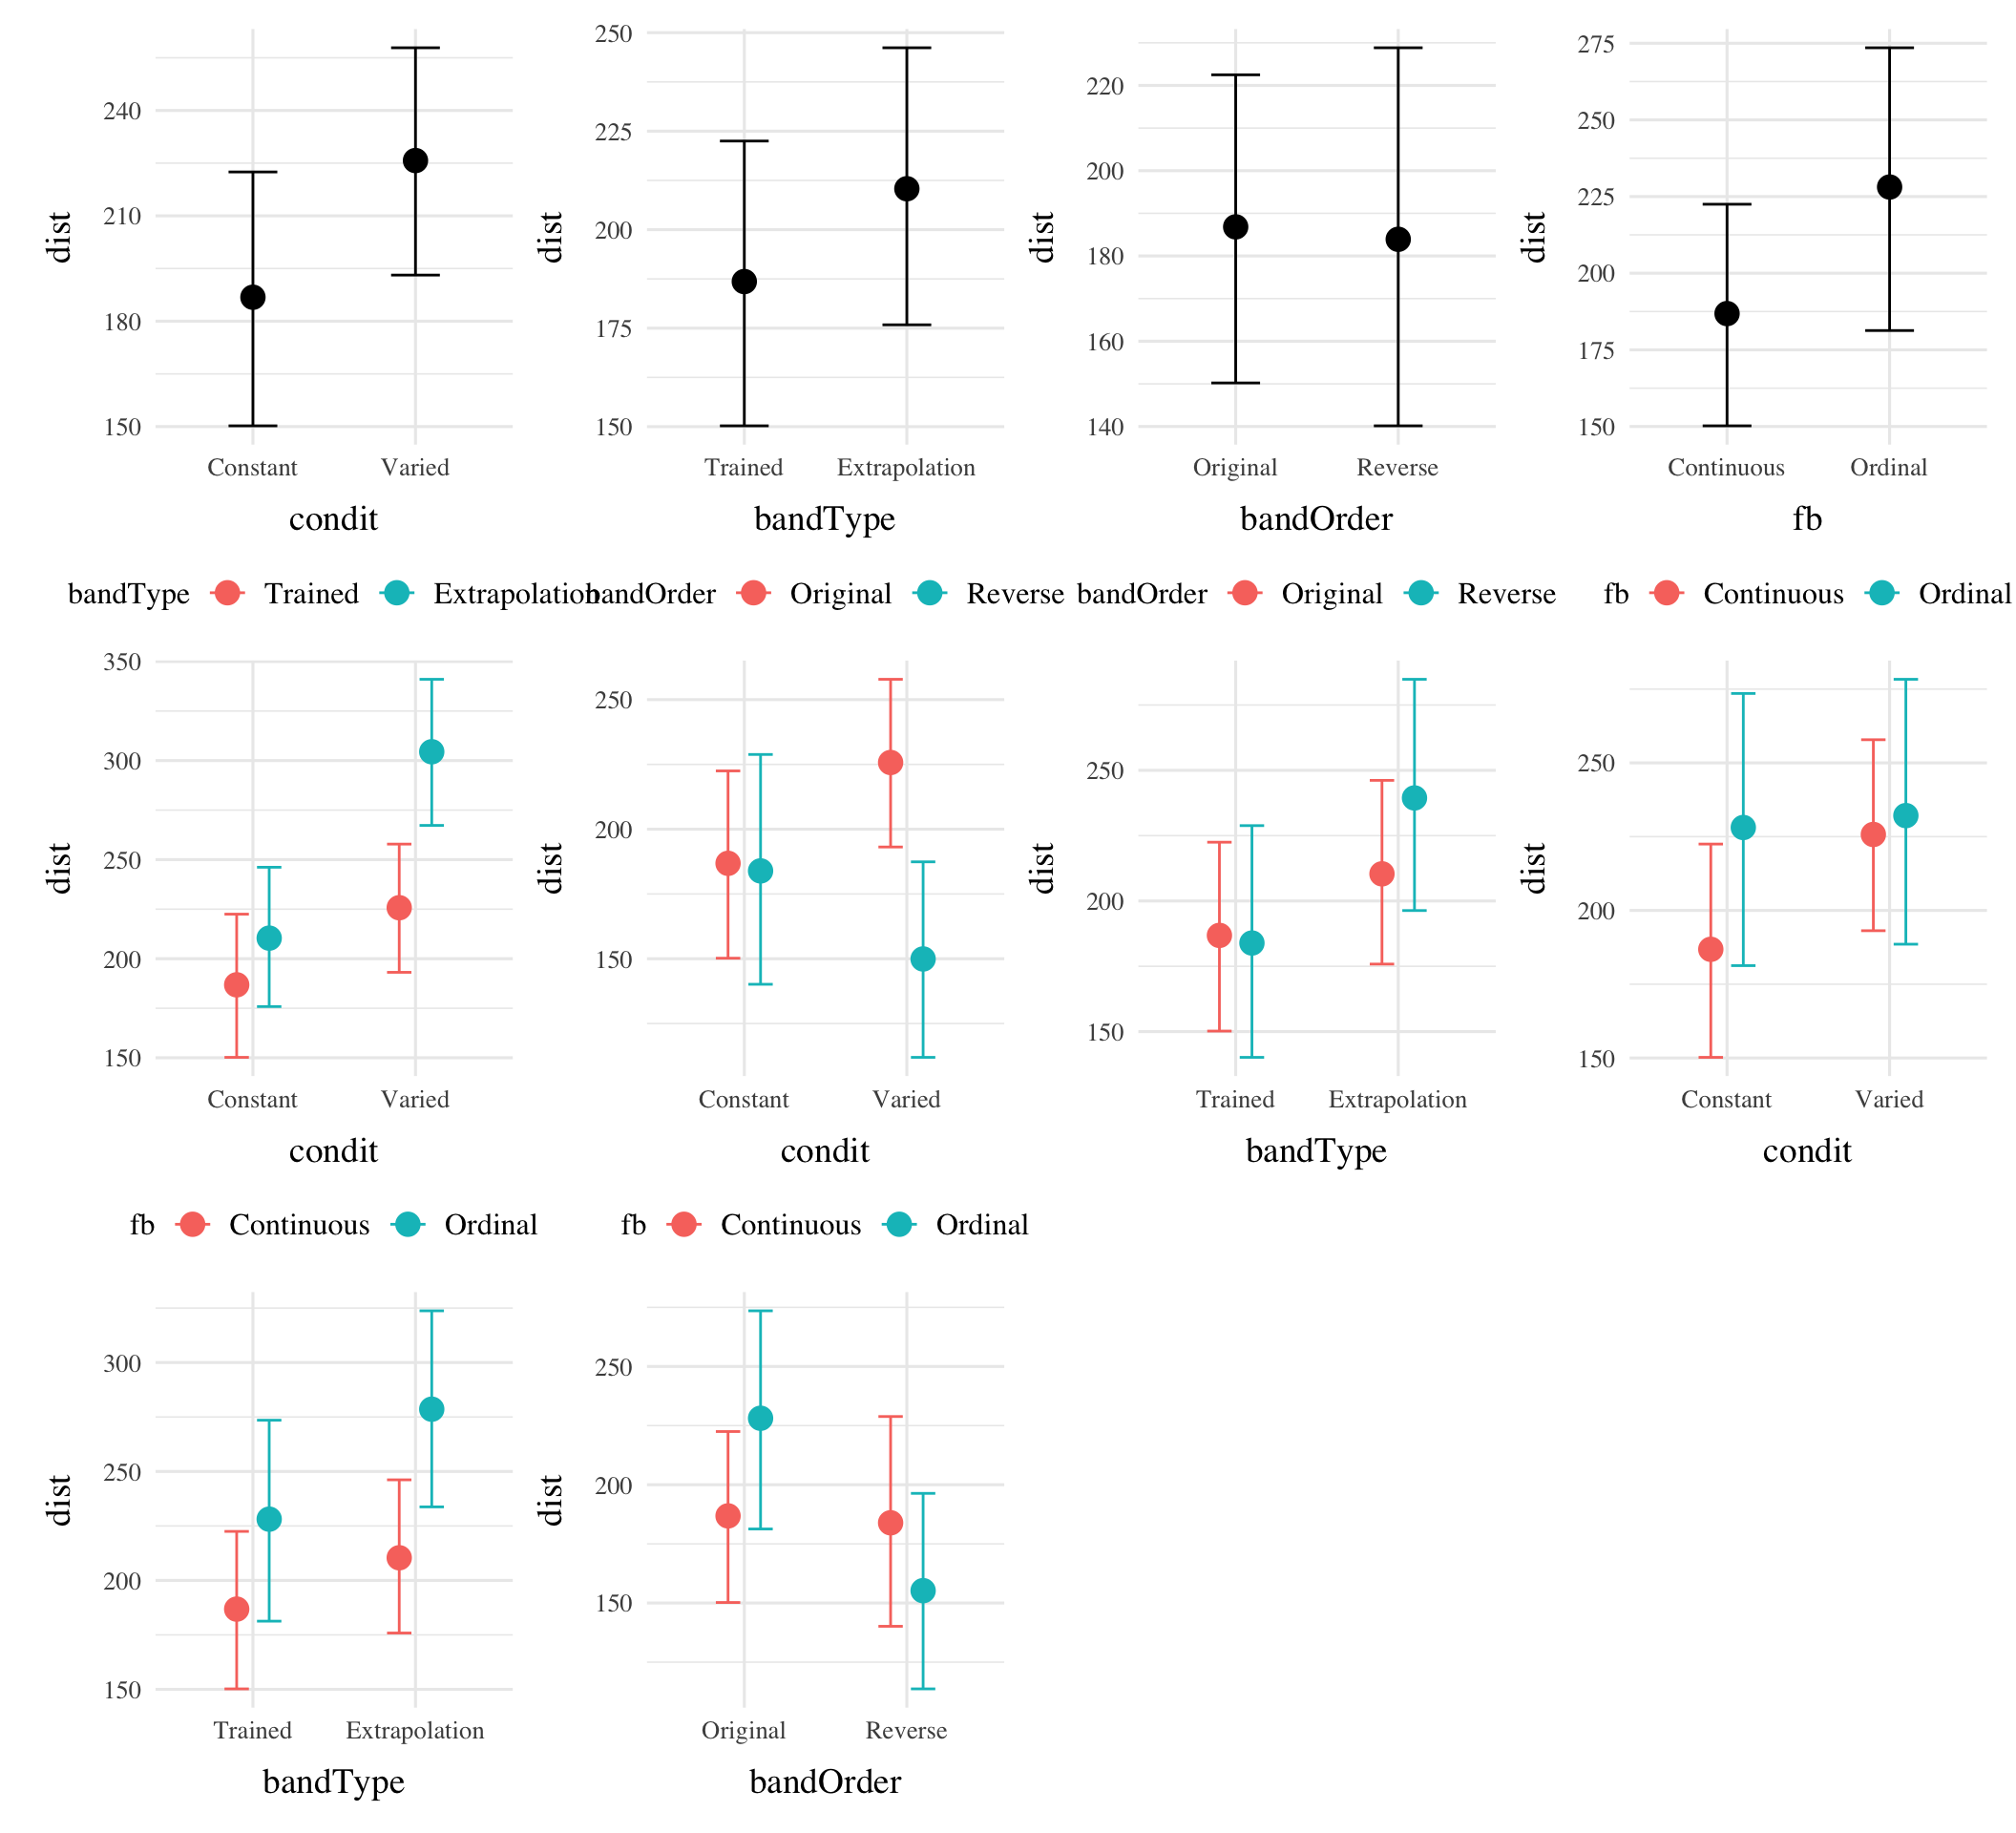 dist
240
210
180
150
Constant Varied
condit
dist
250
225
200
175
150
Trained Extrapolation
bandType
dist
220
200
180
160
140
Original Reverse
bandOrder
dist
275
250
225
200
175
150
Continuous Ordinal
fb
bandType Trained Extrapolation
dist
350
300
250
200
150
Constant Varied
condit
bandOrder Original Reverse
dist
250
200
150
Constant Varied
condit
bandOrder Original Reverse
dist
250
200
150
Trained Extrapolation
bandType
fb Continuous Ordinal
dist
250
200
150
Constant Varied
condit
fb Continuous Ordinal
dist
300
250
200
150
Trained Extrapolation
bandType
fb Continuous Ordinal
dist
250
200
150
Original Reverse
bandOrder